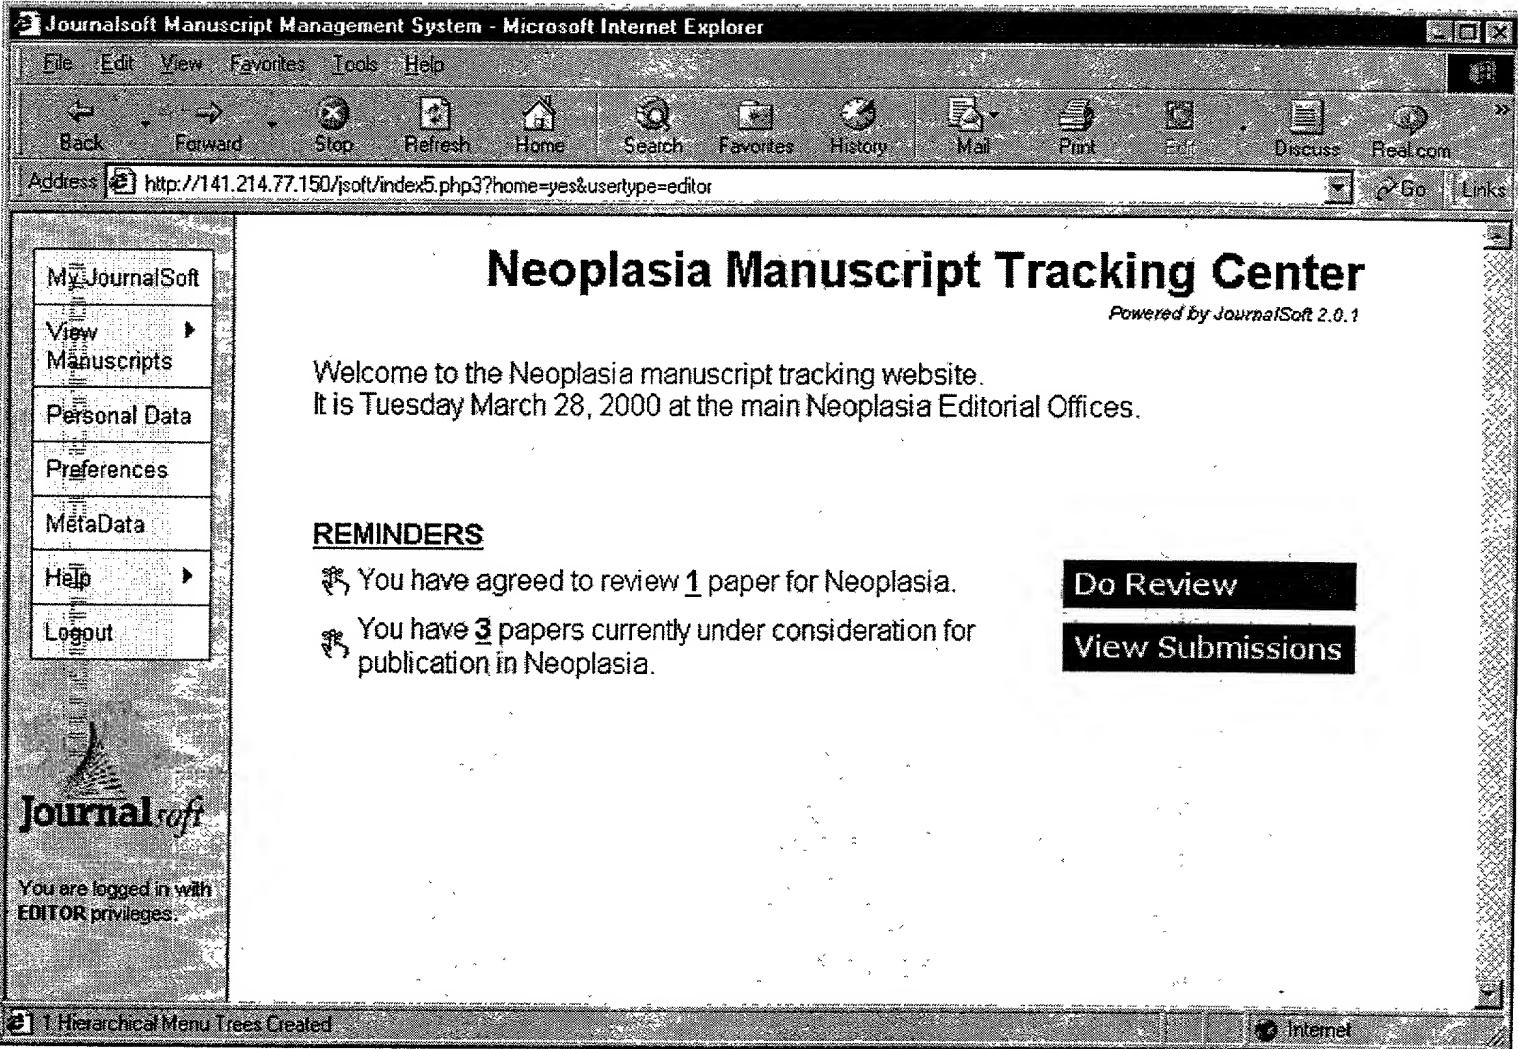 Journalsoft Manuscript Management System - Microsoft Internet Explorer
File Edit View Favorites Tools Help
Back Forward Stop Refresh Home Search Favorites History Mail Print Edit Discuss Real.com »
Address http://141.214.77.150/jsoft/index5.php3?home=yes&usertype=editor Go Links
My JournalSoft
View
Manuscripts
Personal Data
Preferences
MetaData
Help
Logout
Journalsoft
You are logged in with
EDITOR privileges.
Neoplasia Manuscript Tracking Center
Powered by JournalSoft 2.0.1
Welcome to the Neoplasia manuscript tracking website.
It is Tuesday March 28, 2000 at the main Neoplasia Editorial Offices.
REMINDERS
You have agreed to review 1 paper for Neoplasia.
Do Review
You have 3 papers currently under consideration for
publication in Neoplasia.
View Submissions
1 Hierarchical Menu Trees Created
Internet